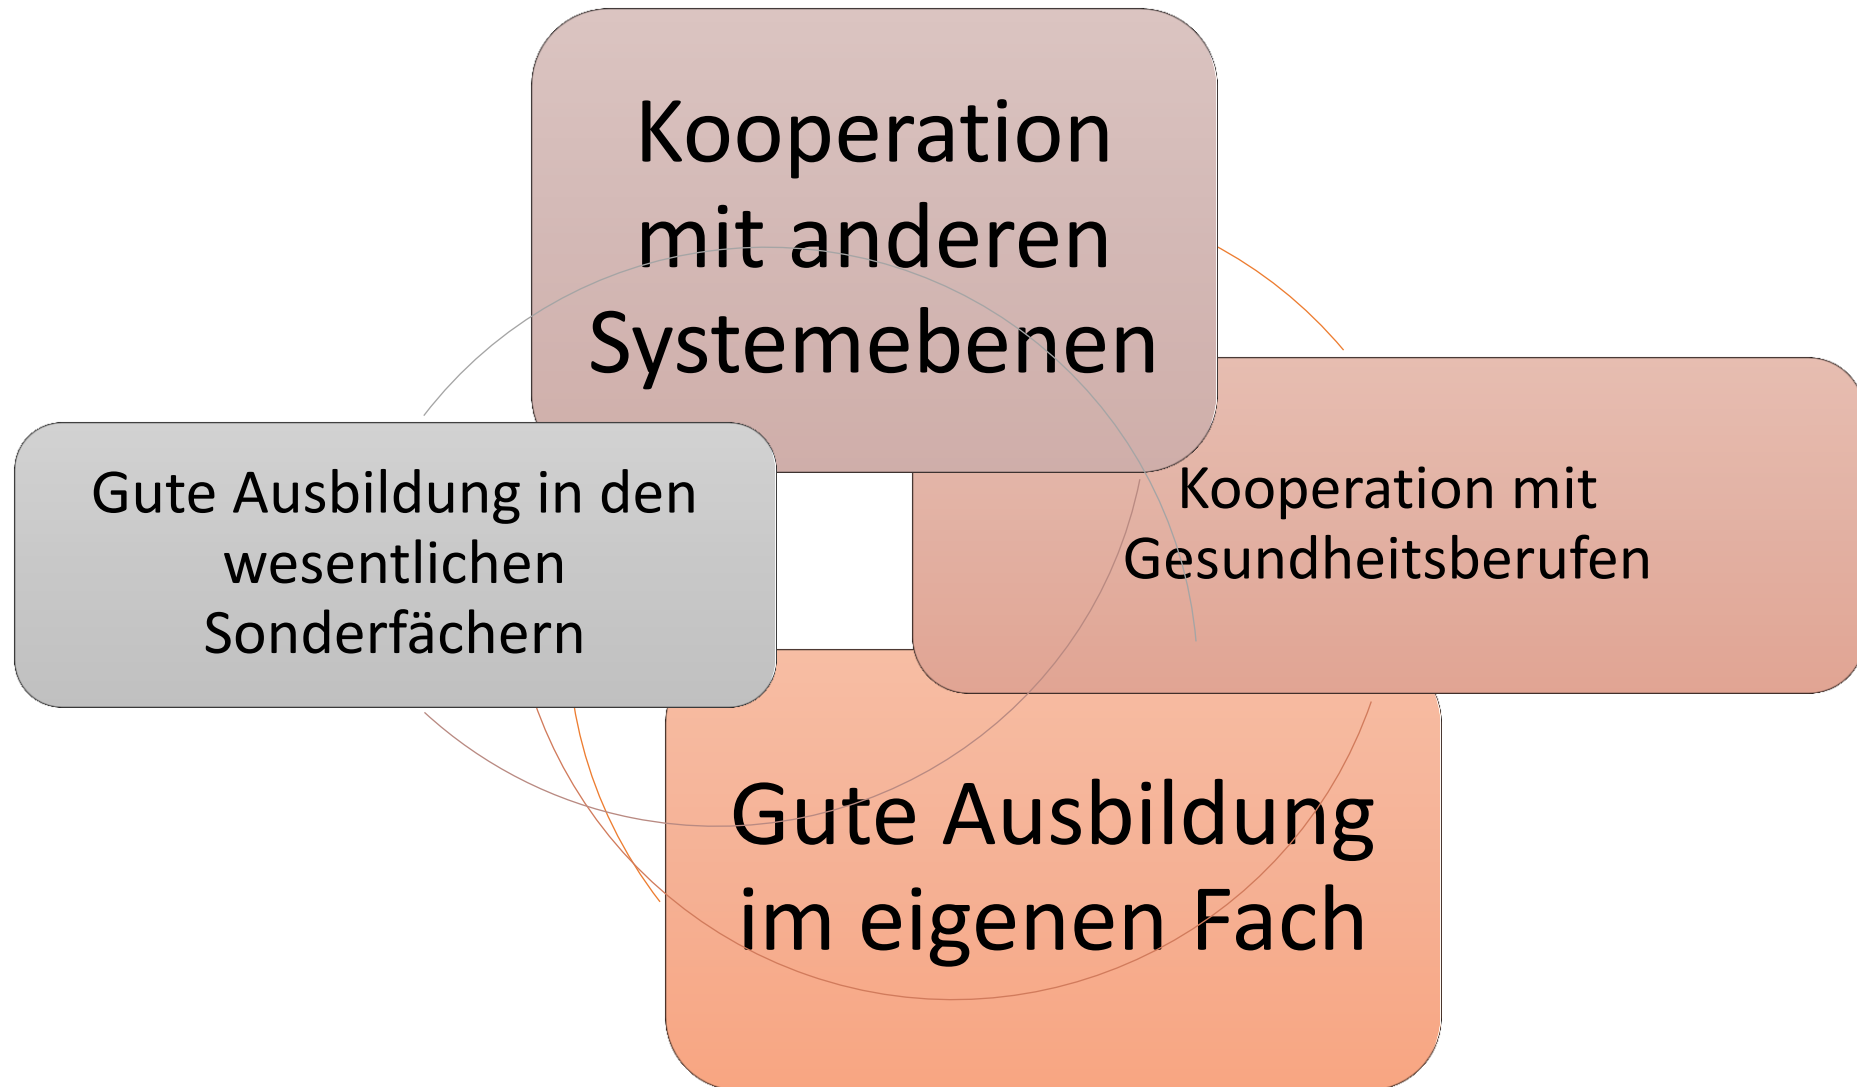 Kooperation
mit anderen
Systemebenen
Gute Ausbildung in den
wesentlichen
Sonderfächern
Kooperation mit
Gesundheitsberufen
Gute Ausbildung
im eigenen Fach